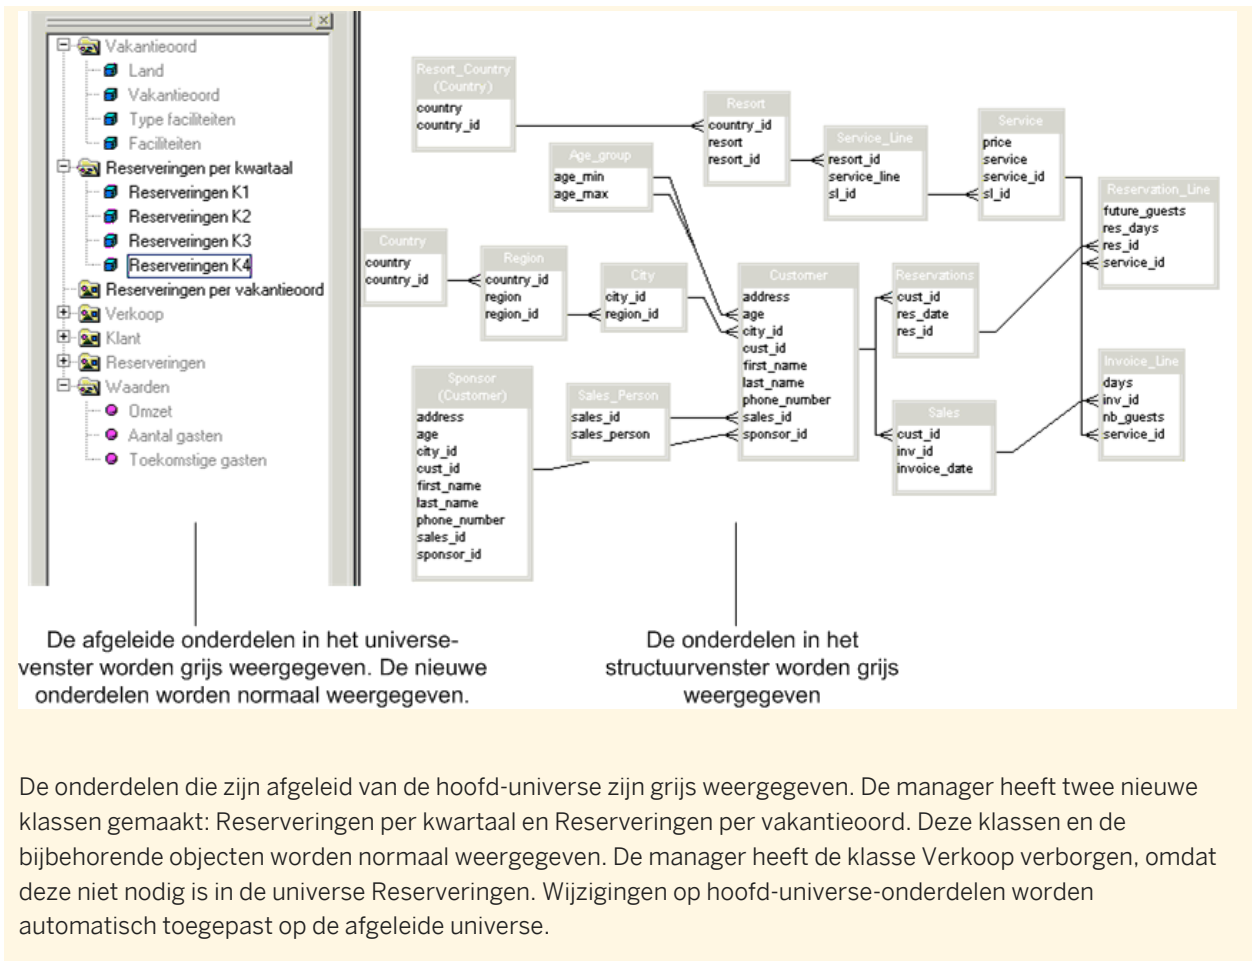 Vakantieoord
Land
Vakantieoord
Type faciliteiten
Faciliteiten
Reserveringen per kwartaal
Reserveringen K1
Reserveringen K2
Reserveringen K3
Reserveringen K4
Reserveringen per vakantieoord
Verkoop
Klant
Reserveringen
Waarden
Omzet
Aantal gasten
Toekomstige gasten
Resort_Country
(Country)
country
country_id
Resort
country_id
resort
resort_id
Age_group
age_min
age_max
Service_Line
resort_id
service_line
sl_id
Service
price
service
service_id
sl_id
Reservation_Line
future_guests
res_days
res_id
service_id
Country
country
country_id
Region
country_id
region
region_id
City
city_id
region_id
Customer
address
age
city_id
cust_id
first_name
last_name
phone_number
sales_id
sponsor_id
Reservations
cust_id
res_date
res_id
Invoice_Line
days
inv_id
nb_guests
service_id
Sponsor
(Customer)
address
age
city_id
cust_id
first_name
last_name
phone_number
sales_id
sponsor_id
Sales_Person
sales_id
sales_person
Sales
cust_id
inv_id
invoice_date
De afgeleide onderdelen in het universe-
venster worden grijs weergegeven. De nieuwe
onderdelen worden normaal weergegeven.
De onderdelen in het
structuurvenster worden grijs
weergegeven
De onderdelen die zijn afgeleid van de hoofd-universe zijn grijs weergegeven. De manager heeft twee nieuwe
klassen gemaakt: Reserveringen per kwartaal en Reserveringen per vakantieoord. Deze klassen en de
bijbehorende objecten worden normaal weergegeven. De manager heeft de klasse Verkoop verborgen, omdat
deze niet nodig is in de universe Reserveringen. Wijzigingen op hoofd-universe-onderdelen worden
automatisch toegepast op de afgeleide universe.